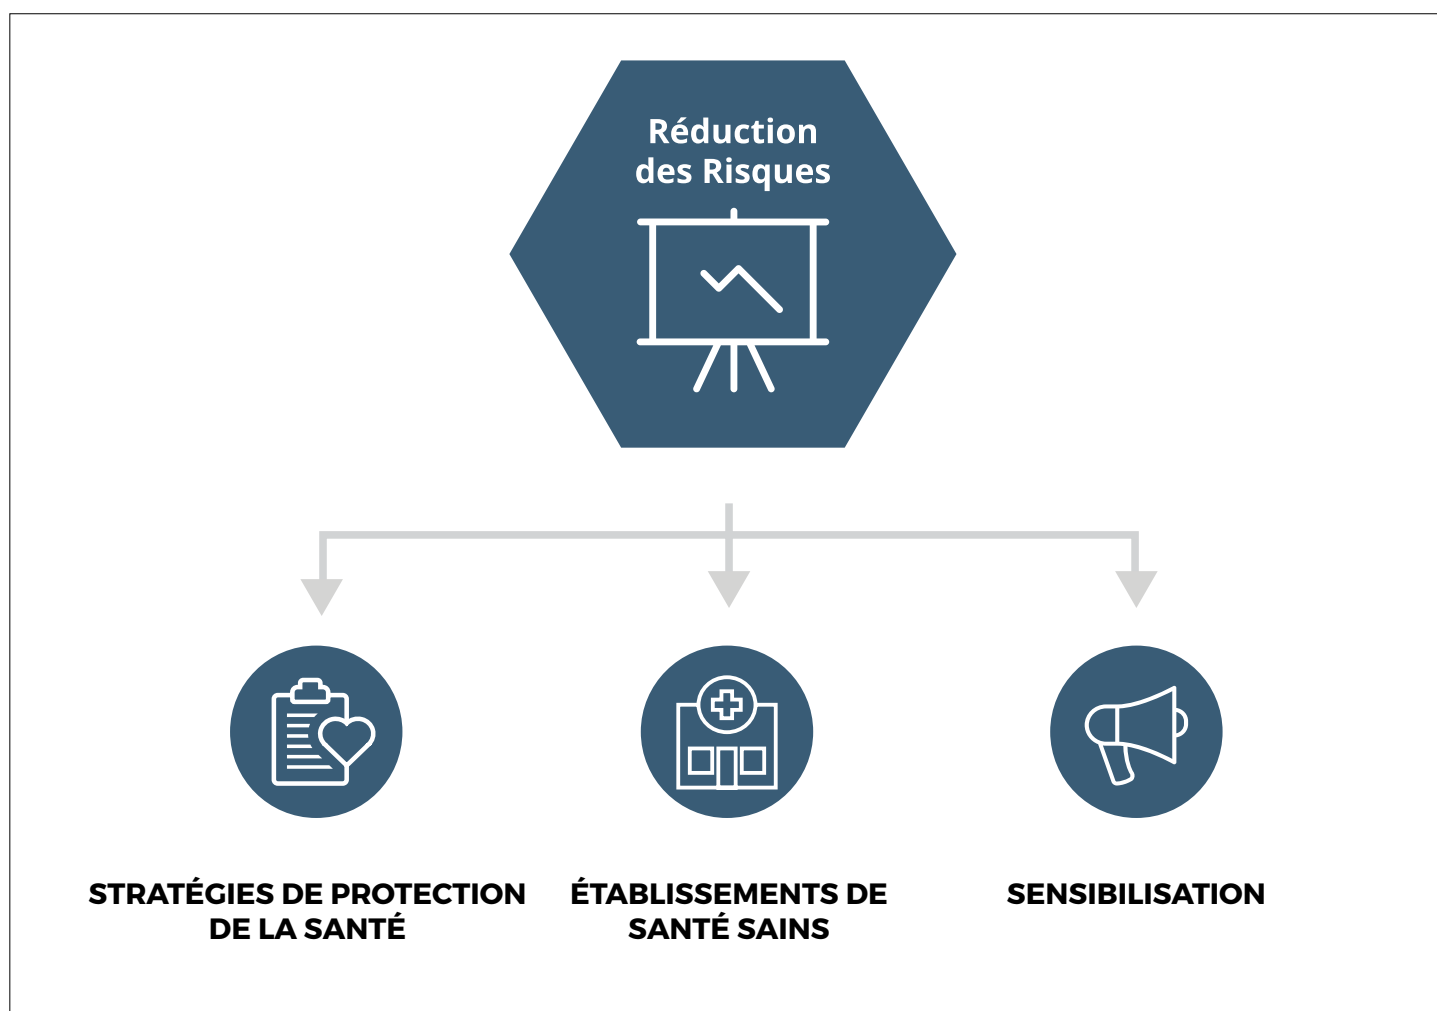 Réduction
des Risques
STRATÉGIES DE PROTECTION
DE LA SANTÉ
ÉTABLISSEMENTS DE
SANTÉ SAINS
SENSIBILISATION